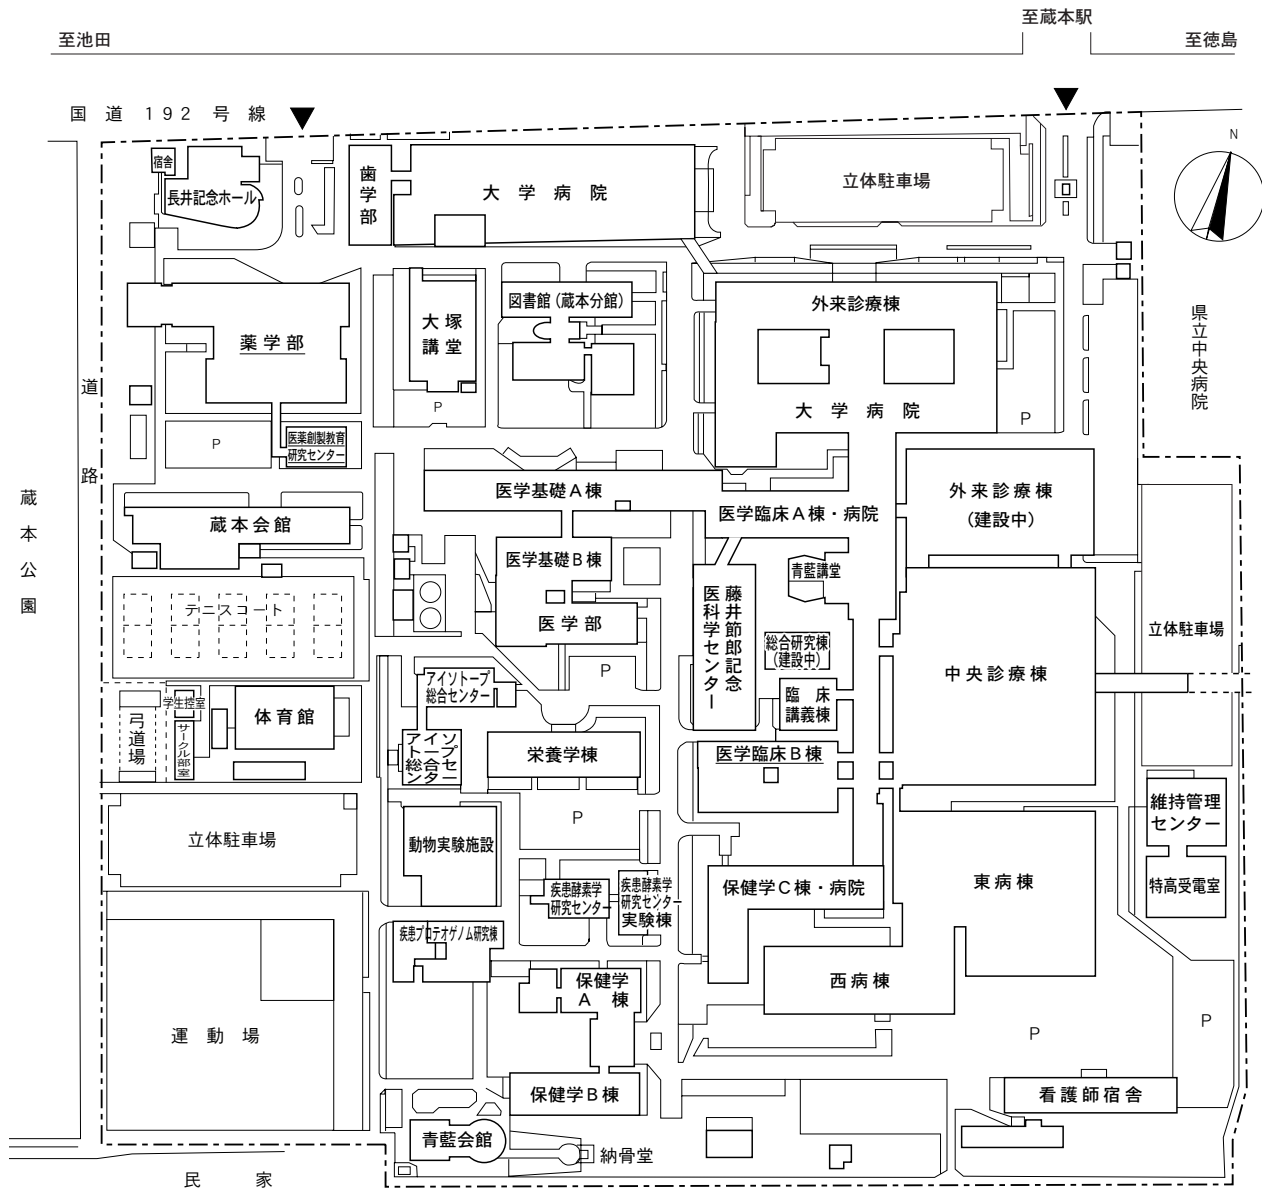 至蔵本駅
至池田
至徳島
国道192号線
N
宿舎
長井記念ホール
歯学部
大学病院
立体駐車場
県立中央病院
図書館(蔵本分館)
外来診療棟
大塚
講堂
薬学部
大学病院
P
P
P
道路
医薬創製教育
研究センター
蔵本公園
医学基礎A棟
外来診療棟
(建設中)
医学臨床A棟・病院
蔵本会館
医学基礎B棟
青藍講堂
藤井節郎記念
医科学センター
テニスコート
医学部
総合研究棟
(建設中)
立体駐車場
中央診療棟
P
アイソトープ
総合センター
臨床
講義棟
学生控室
弓道場
サークル部室
体育館
アイソ
トープ
総合セ
ンター
栄養学棟
医学臨床B棟
維持管理
センター
P
立体駐車場
動物実験施設
疾患酵素学
研究センター
疾患酵素学
研究センター
実験棟
保健学C棟・病院
東病棟
特高受電室
疾患プロテオゲノム研究棟
保健学
A棟
西病棟
運動場
P
P
保健学B棟
看護師宿舎
青藍会館
納骨堂
民家